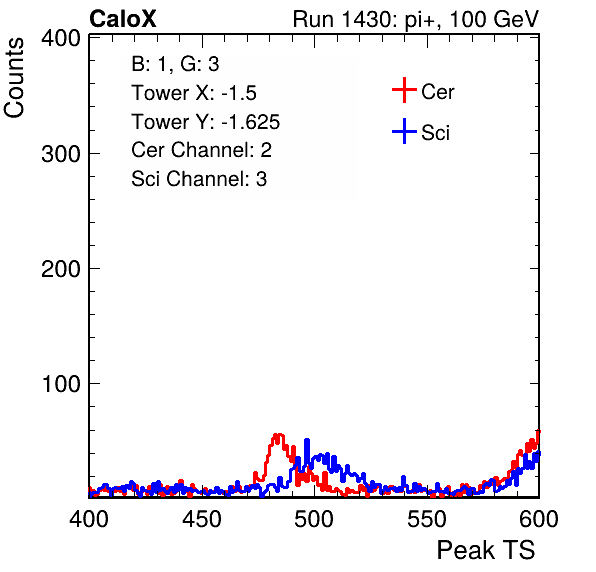 CaloX Run 1430: pi+, 100 GeV
Counts
B: 1, G: 3
Tower X: -1.5
Tower Y: -1.625
Cer Channel: 2
Sci Channel: 3
Cer
Sci
400
300
200
100
400 450 500 550 600
Peak TS